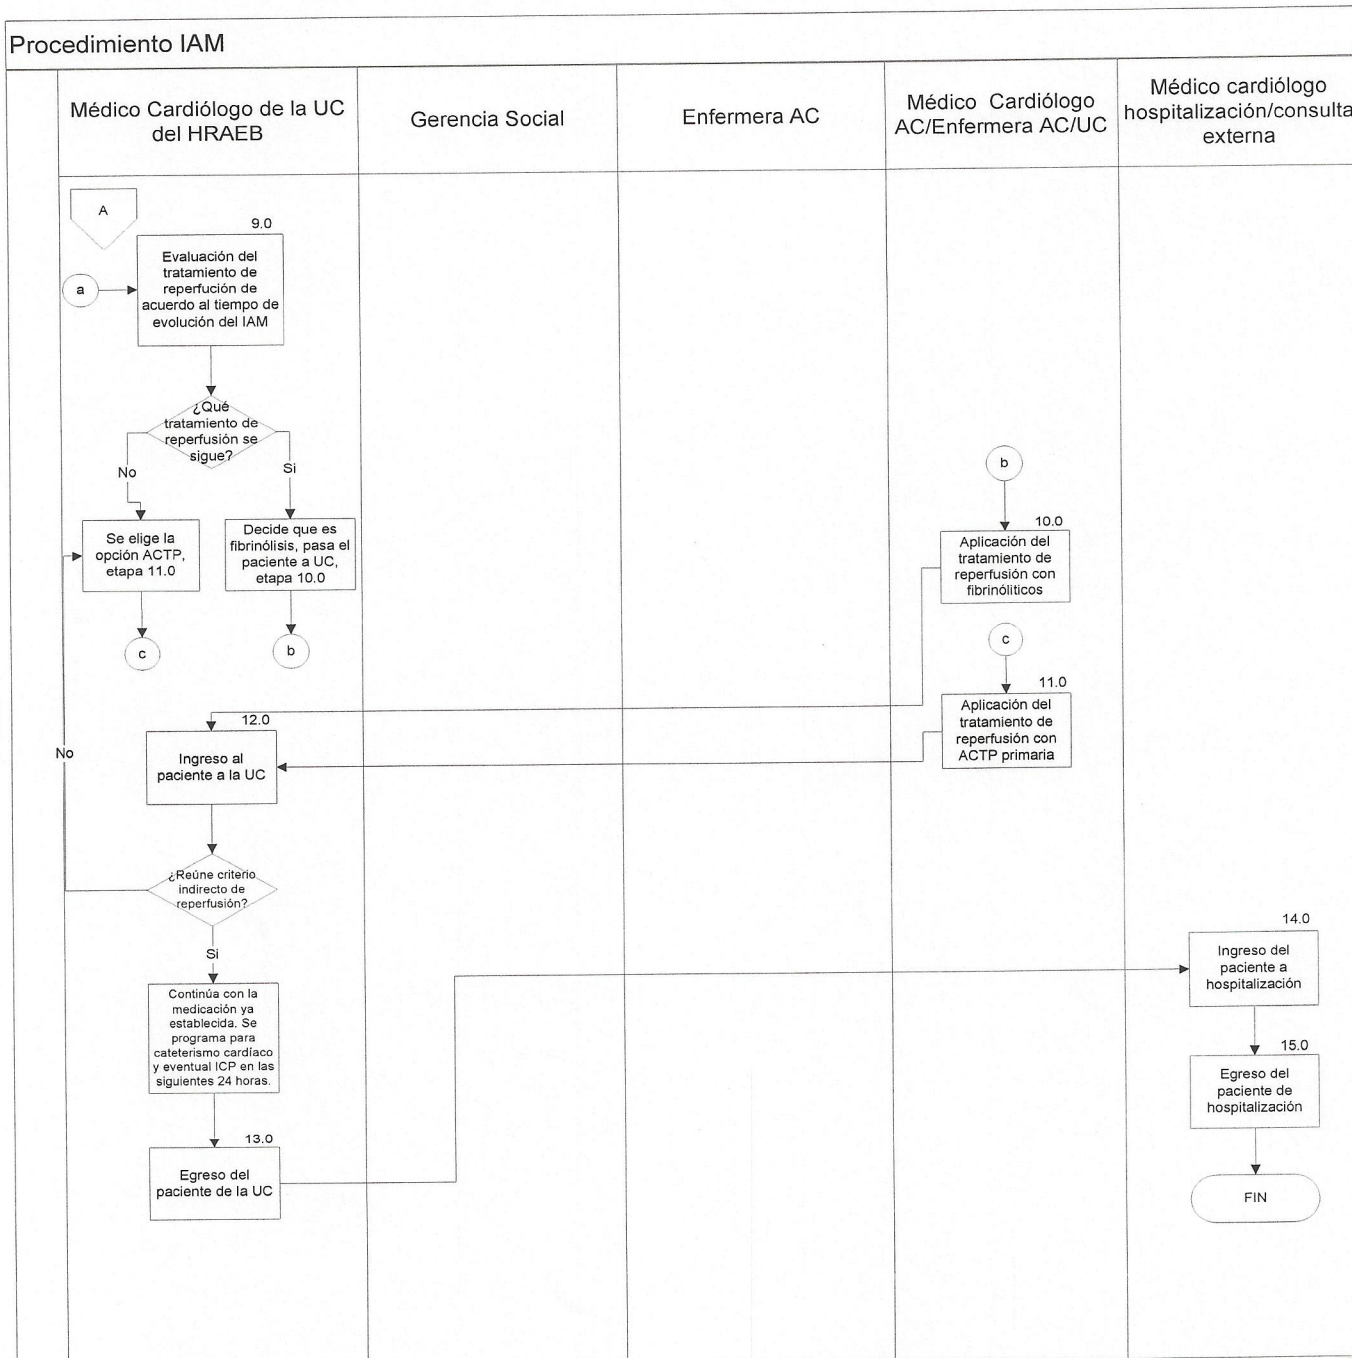 Procedimiento IAM
Médico Cardiólogo de la UC
del HRAEB
Gerencia Social
Enfermera AC
Médico Cardiólogo
AC/Enfermera AC/UC
Médico cardiólogo
hospitalización/consulta
externa
A
9.0
a
Evaluación del
tratamiento de
reperfución de
acuerdo al tiempo de
evolución del IAM
¿Qué
tratamiento de
reperfusión se
sigue?
No
Si
Se elige la
opción ACTP,
etapa 11.0
Decide que es
fibrinólisis, pasa el
paciente a UC,
etapa 10.0
c
b
b
10.0
Aplicación del
tratamiento de
reperfusión con
fibrinóliticos
c
11.0
Aplicación del
tratamiento de
reperfusión con
ACTP primaria
12.0
Ingreso al
paciente a la UC
No
¿Reúne criterio
indirecto de
reperfusión?
Si
Continúa con la
medicación ya
establecida. Se
programa para
cateterismo cardíaco
y eventual ICP en las
siguientes 24 horas.
13.0
Egreso del
paciente de la UC
14.0
Ingreso del
paciente a
hospitalización
15.0
Egreso del
paciente de
hospitalización
FIN